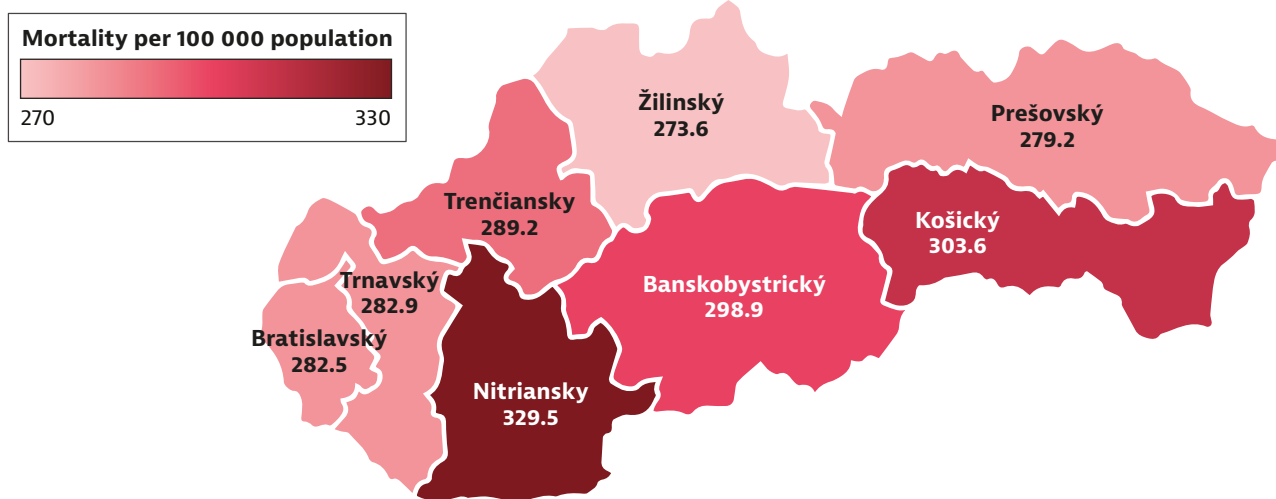 Mortality per 100 000 population
270
330
Žilinský
273.6
Prešovský
279.2
Trenčiansky
289.2
Košický
303.6
Trnavský
282.9
Banskobystrický
298.9
Bratislavský
282.5
Nitriansky
329.5